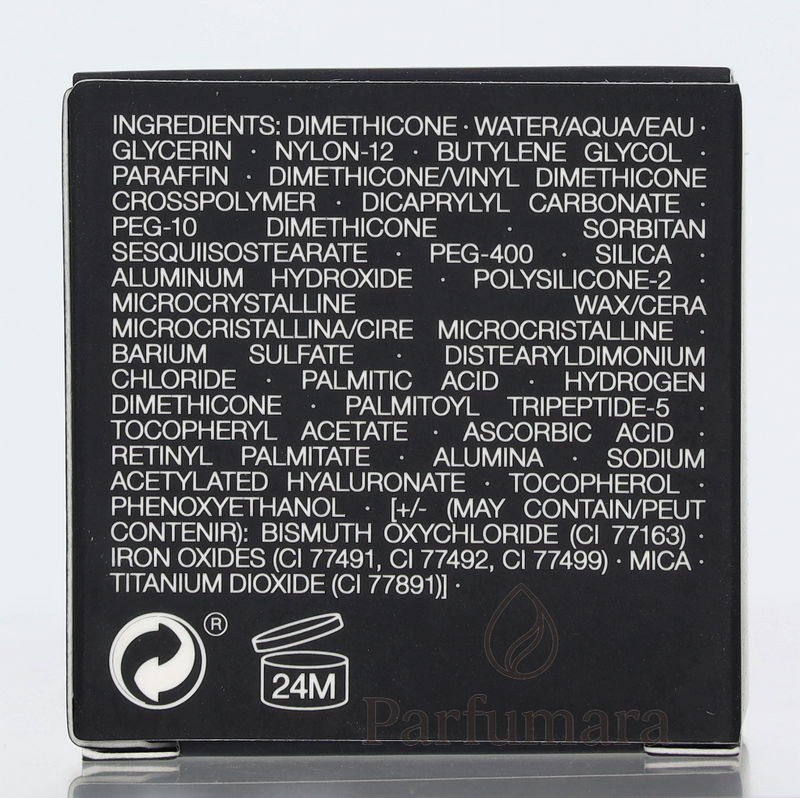 INGREDIENTS: DIMETHICONE · WATER/AQUA/EAU ·
GLYCERIN · NYLON-12 · BUTYLENE GLYCOL ·
PARAFFIN · DIMETHICONE/VINYL DIMETHICONE
CROSSPOLYMER · DICAPRYLYL CARBONATE ·
PEG-10 DIMETHICONE · SORBITAN
SESQUIISOSTEARATE · PEG-400 · SILICA ·
ALUMINUM HYDROXIDE · POLYSILICONE-2 ·
MICROCRYSTALLINE WAX/CERA
MICROCRISTALLINA/CIRE MICROCRISTALLINE ·
BARIUM SULFATE · DISTEARYLDIMONIUM
CHLORIDE · PALMITIC ACID · HYDROGEN
DIMETHICONE · PALMITOYL TRIPEPTIDE-5 ·
TOCOPHERYL ACETATE · ASCORBIC ACID ·
RETINYL PALMITATE · ALUMINA · SODIUM
ACETYLATED HYALURONATE · TOCOPHEROL ·
PHENOXYETHANOL · [+/- (MAY CONTAIN/PEUT
CONTENIR): BISMUTH OXYCHLORIDE (CI 77163) ·
IRON OXIDES (CI 77491, CI 77492, CI 77499) · MICA ·
TITANIUM DIOXIDE (CI 77891)] ·
®
24M
Parfumara